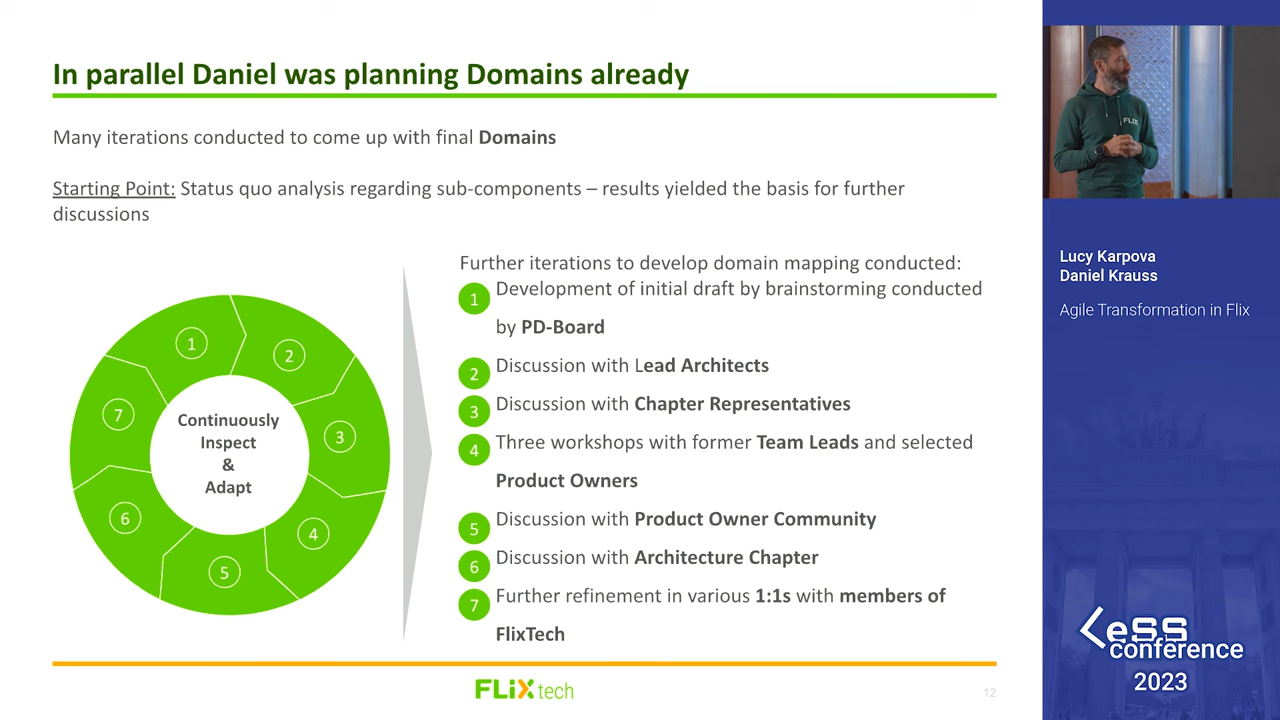 In parallel Daniel was planning Domains already
Many iterations conducted to come up with final Domains
Starting Point: Status quo analysis regarding sub-components – results yielded the basis for further
discussions
1
2
3
4
5
6
7
Continuously
Inspect
&
Adapt
Further iterations to develop domain mapping conducted:
1 Development of initial draft by brainstorming conducted
by PD-Board
2 Discussion with Lead Architects
3 Discussion with Chapter Representatives
4 Three workshops with former Team Leads and selected
Product Owners
5 Discussion with Product Owner Community
6 Discussion with Architecture Chapter
7 Further refinement in various 1:1s with members of
FlixTech
FLiX tech
12
FLIX
Lucy Karpova
Daniel Krauss
Agile Transformation in Flix
LeSS
conference
2023